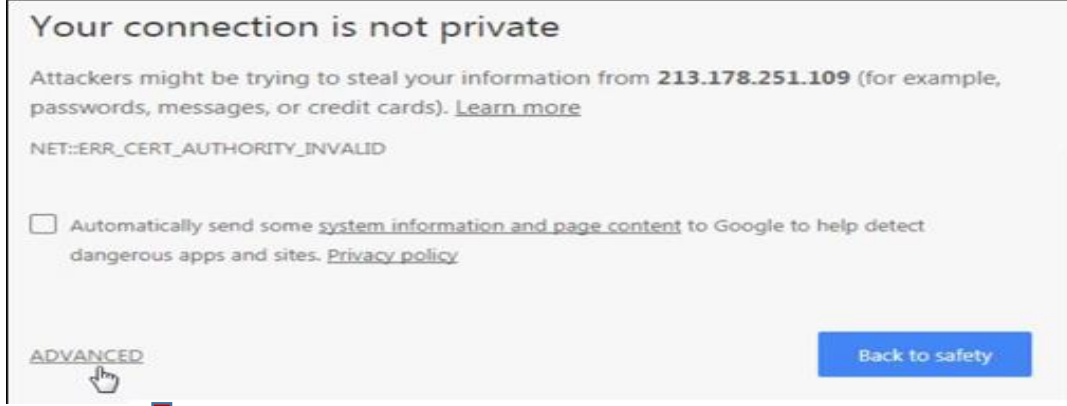 Your connection is not private
Attackers might be trying to steal your information from 213.178.251.109 (for example,
passwords, messages, or credit cards). Learn more
NET::ERR_CERT_AUTHORITY_INVALID
Automatically send some system information and page content to Google to help detect
dangerous apps and sites. Privacy policy
ADVANCED
Back to safety